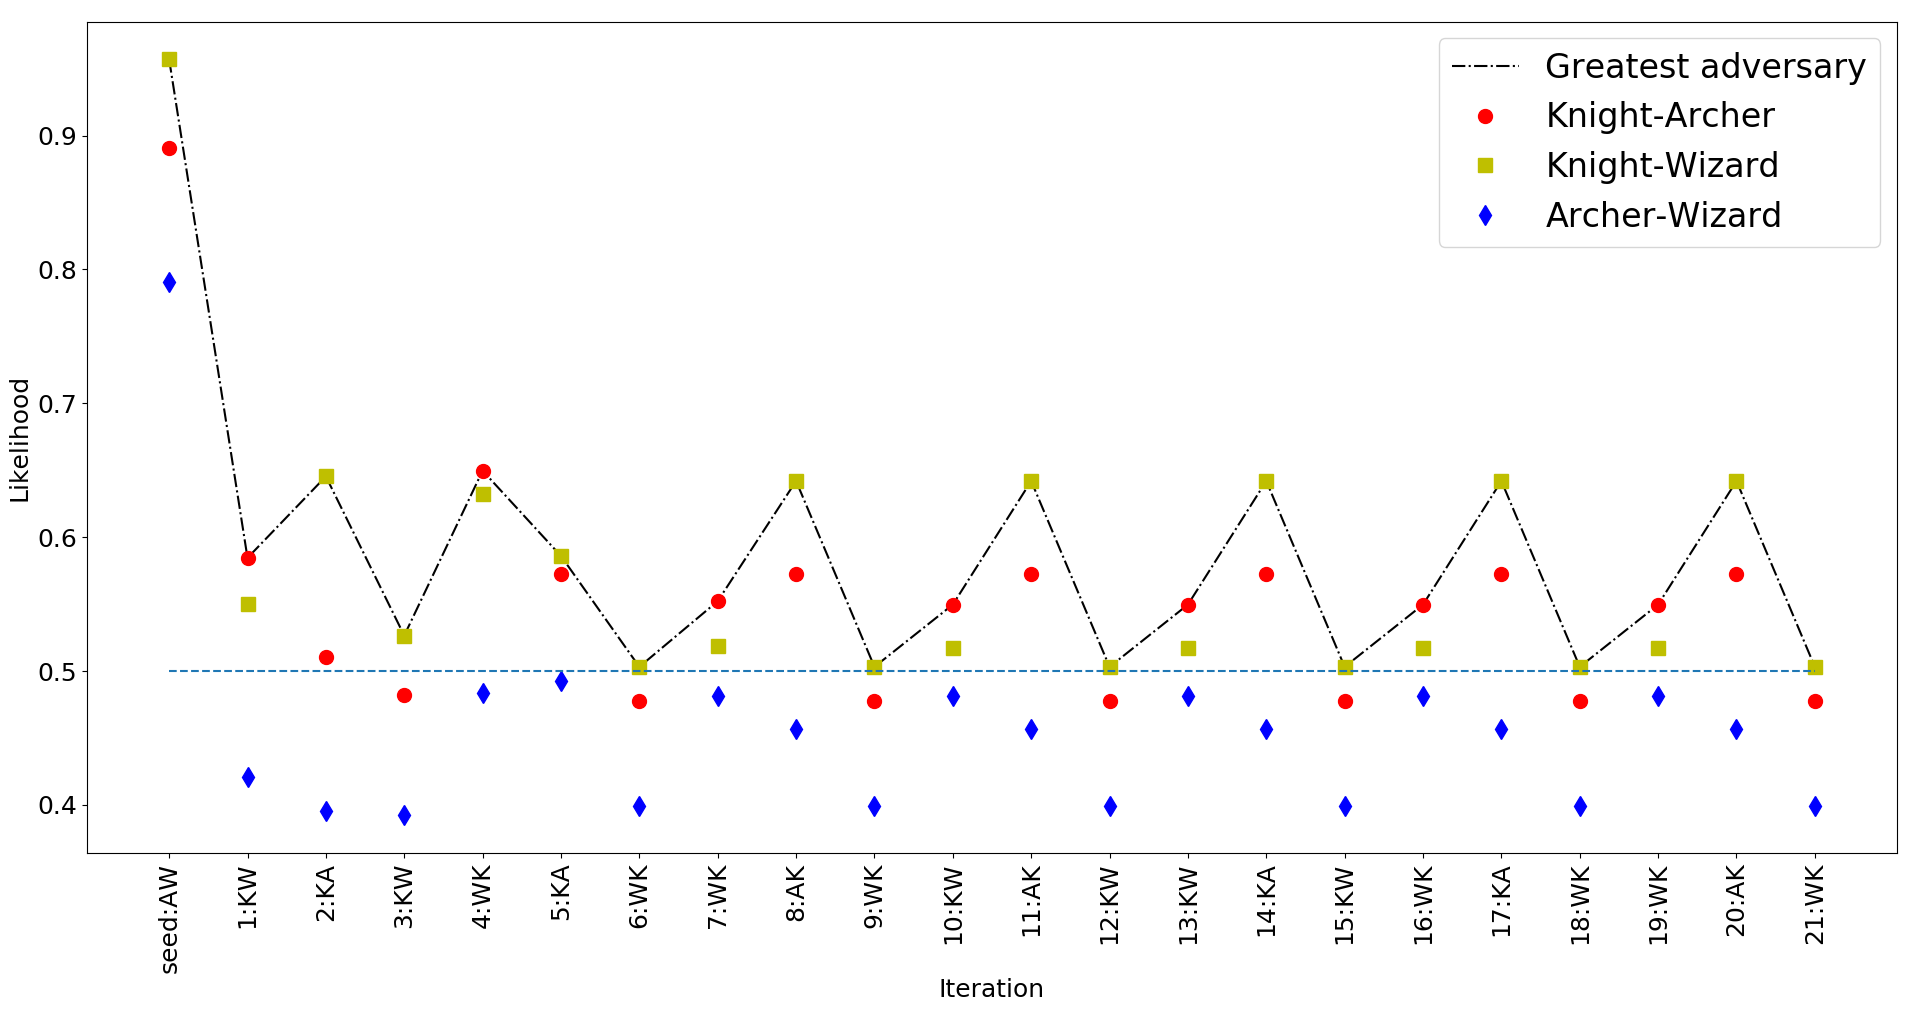 Greatest adversary
Knight-Archer
Knight-Wizard
Archer-Wizard
Likelihood
0.9
0.8
0.7
0.6
0.5
0.4
seed:AW
1:KW
2:KA
3:KW
4:WK
5:KA
6:WK
7:WK
8:AK
9:WK
10:KW
11:AK
12:KW
13:KW
14:KA
15:KW
16:WK
17:KA
18:WK
19:WK
20:AK
21:WK
Iteration